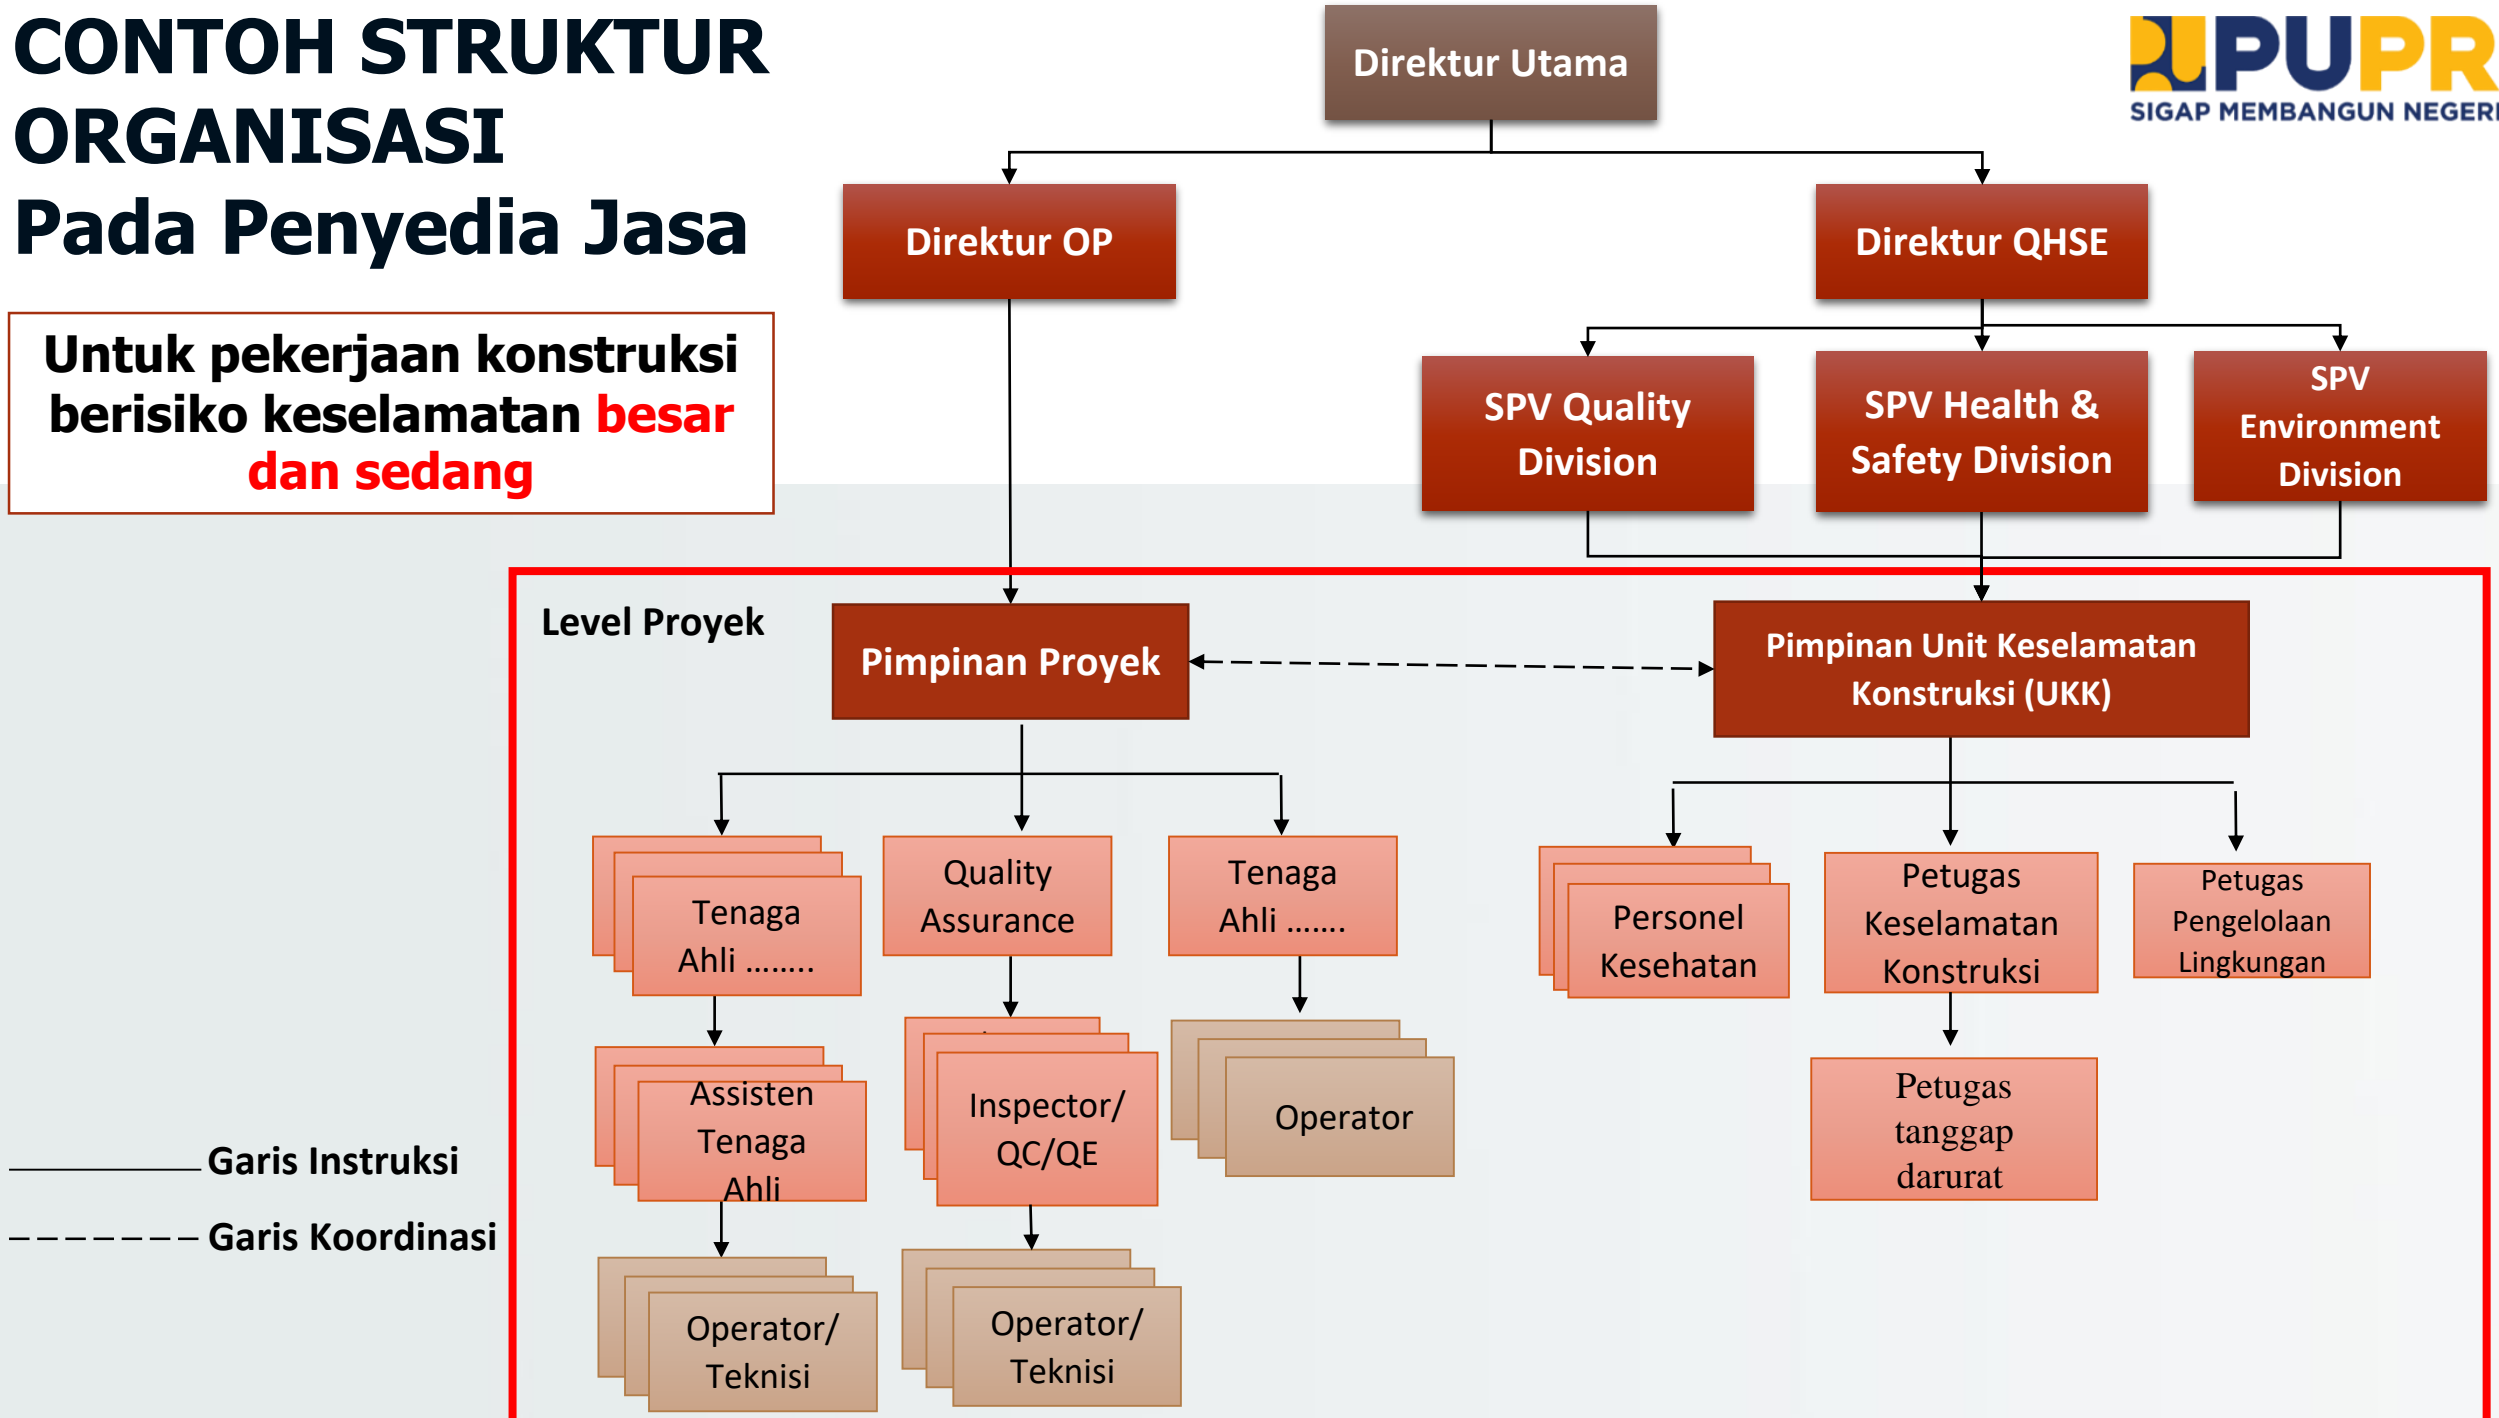 CONTOH STRUKTUR
ORGANISASI
Pada Penyedia Jasa
Untuk pekerjaan konstruksi
berisiko keselamatan besar
dan sedang
Direktur Utama
PUPR
SIGAP MEMBANGUN NEGERI
Direktur OP
Direktur QHSE
SPV Quality
Division
SPV Health &
Safety Division
SPV
Environment
Division
Level Proyek
Pimpinan Proyek
Pimpinan Unit Keselamatan
Konstruksi (UKK)
Tenaga
Ahli ........
Quality
Assurance
Tenaga
Ahli .......
Personel
Kesehatan
Petugas
Keselamatan
Konstruksi
Petugas
Pengelolaan
Lingkungan
Assisten
Tenaga
Ahli
Inspector/
QC/QE
Operator
Petugas
tanggap
darurat
Operator/
Teknisi
Operator/
Teknisi
Garis Instruksi
Garis Koordinasi